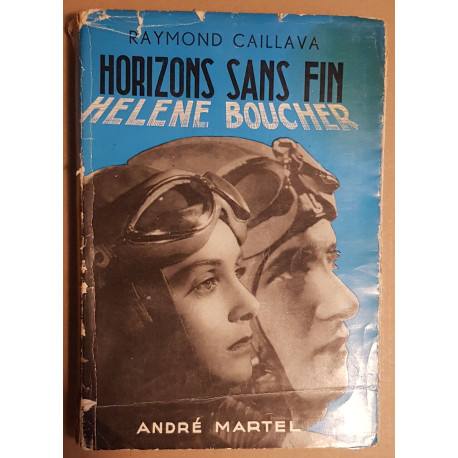 RAYMOND CAILLAVA
HORIZONS SANS FIN
HELENE BOUCHER
ANDRÉ MARTEL